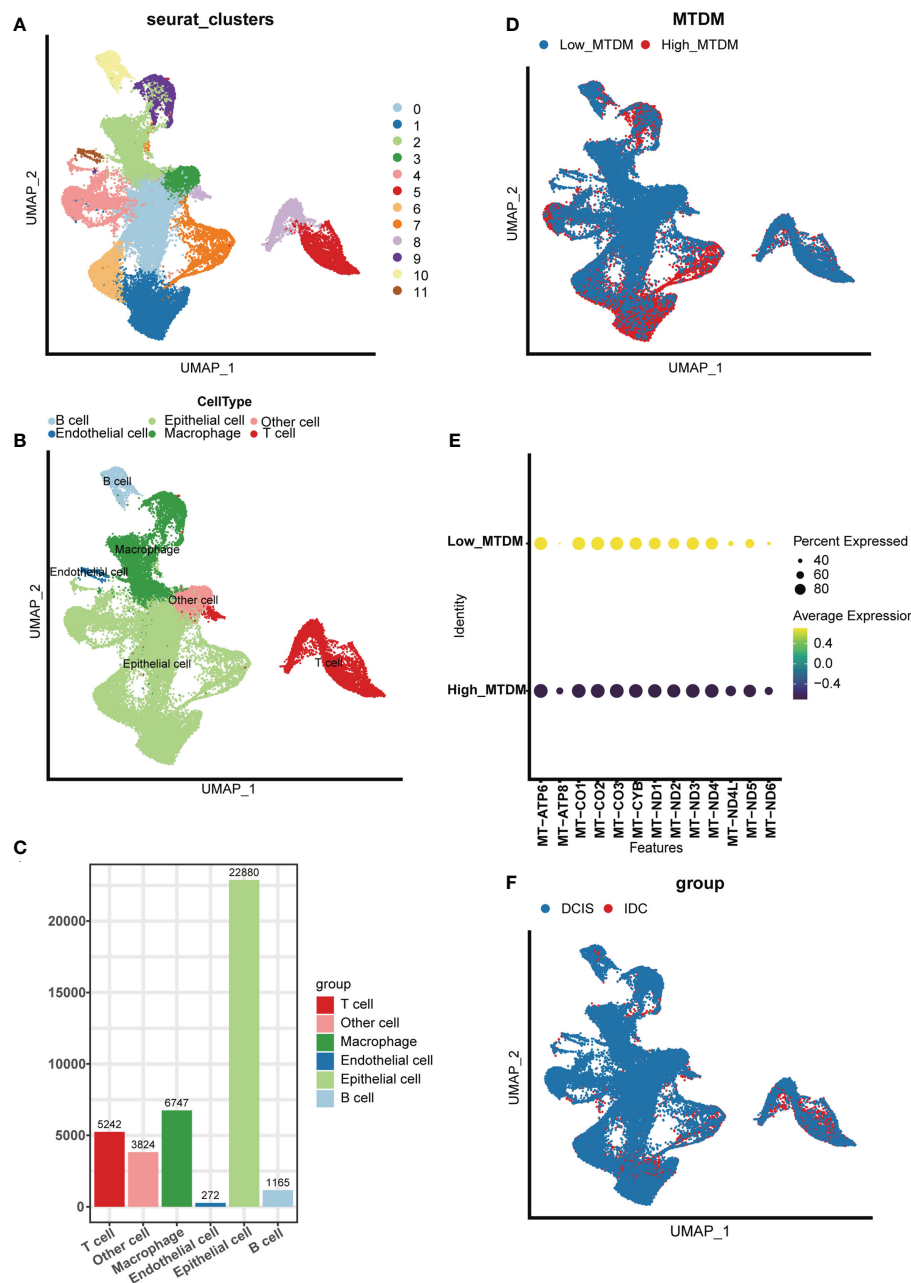 A
seurat_clusters
UMAP_2
UMAP_1
0
1
2
3
4
5
6
7
8
9
10
11
D
MTDM
Low_MTDM High_MTDM
UMAP_2
UMAP_1
B
CellType
B cell Epithelial cell Other cell
Endothelial cell Macrophage T cell
B cell
Macrophage
Endothelial cell
Other cell
Epithelial cell
T cell
UMAP_2
UMAP_1
E
Low_MTDM
High_MTDM
Identity
MT-ATP6
MT-ATP8
MT-CO1
MT-CO2
MT-CO3
MT-CYB
MT-ND1
MT-ND2
MT-ND3
MT-ND4
MT-ND4L
MT-ND5
MT-ND6
Features
Percent Expressed
40
60
80
Average Expression
0.4
0.0
−0.4
C
20000
15000
10000
5000
0
5242
3824
6747
272
22880
1165
T cell
Other cell
Macrophage
Endothelial cell
Epithelial cell
B cell
group
T cell
Other cell
Macrophage
Endothelial cell
Epithelial cell
B cell
F
group
DCIS IDC
UMAP_2
UMAP_1